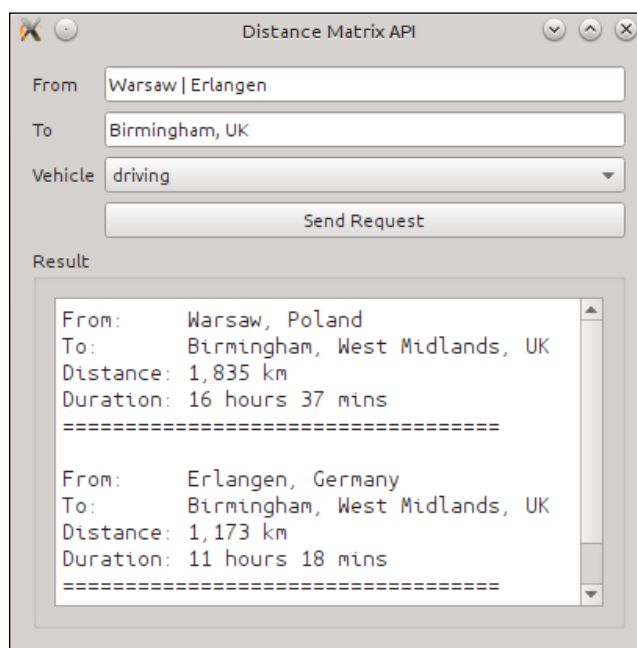 Distance Matrix API
From Warsaw | Erlangen
To Birmingham, UK
Vehicle driving
Send Request
Result
From: Warsaw, Poland
To: Birmingham, West Midlands, UK
Distance: 1,835 km
Duration: 16 hours 37 mins
===================================
From: Erlangen, Germany
To: Birmingham, West Midlands, UK
Distance: 1,173 km
Duration: 11 hours 18 mins
===================================